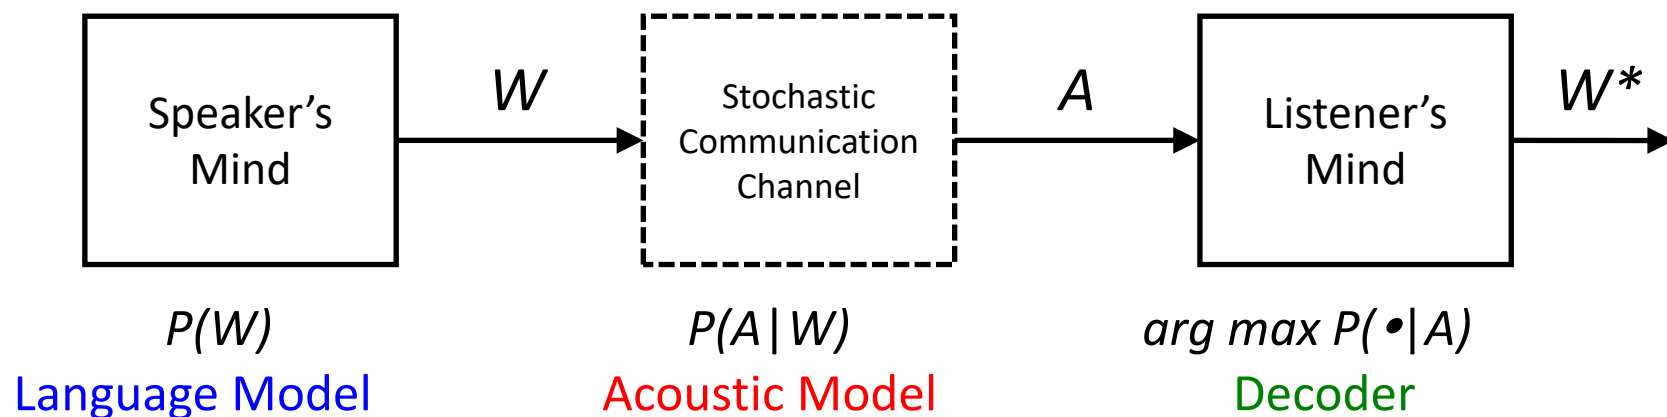 Speaker's
Mind
W
Stochastic
Communication
Channel
A
Listener's
Mind
W*
P(W)
Language Model
P(A|W)
Acoustic Model
arg max P(•|A)
Decoder